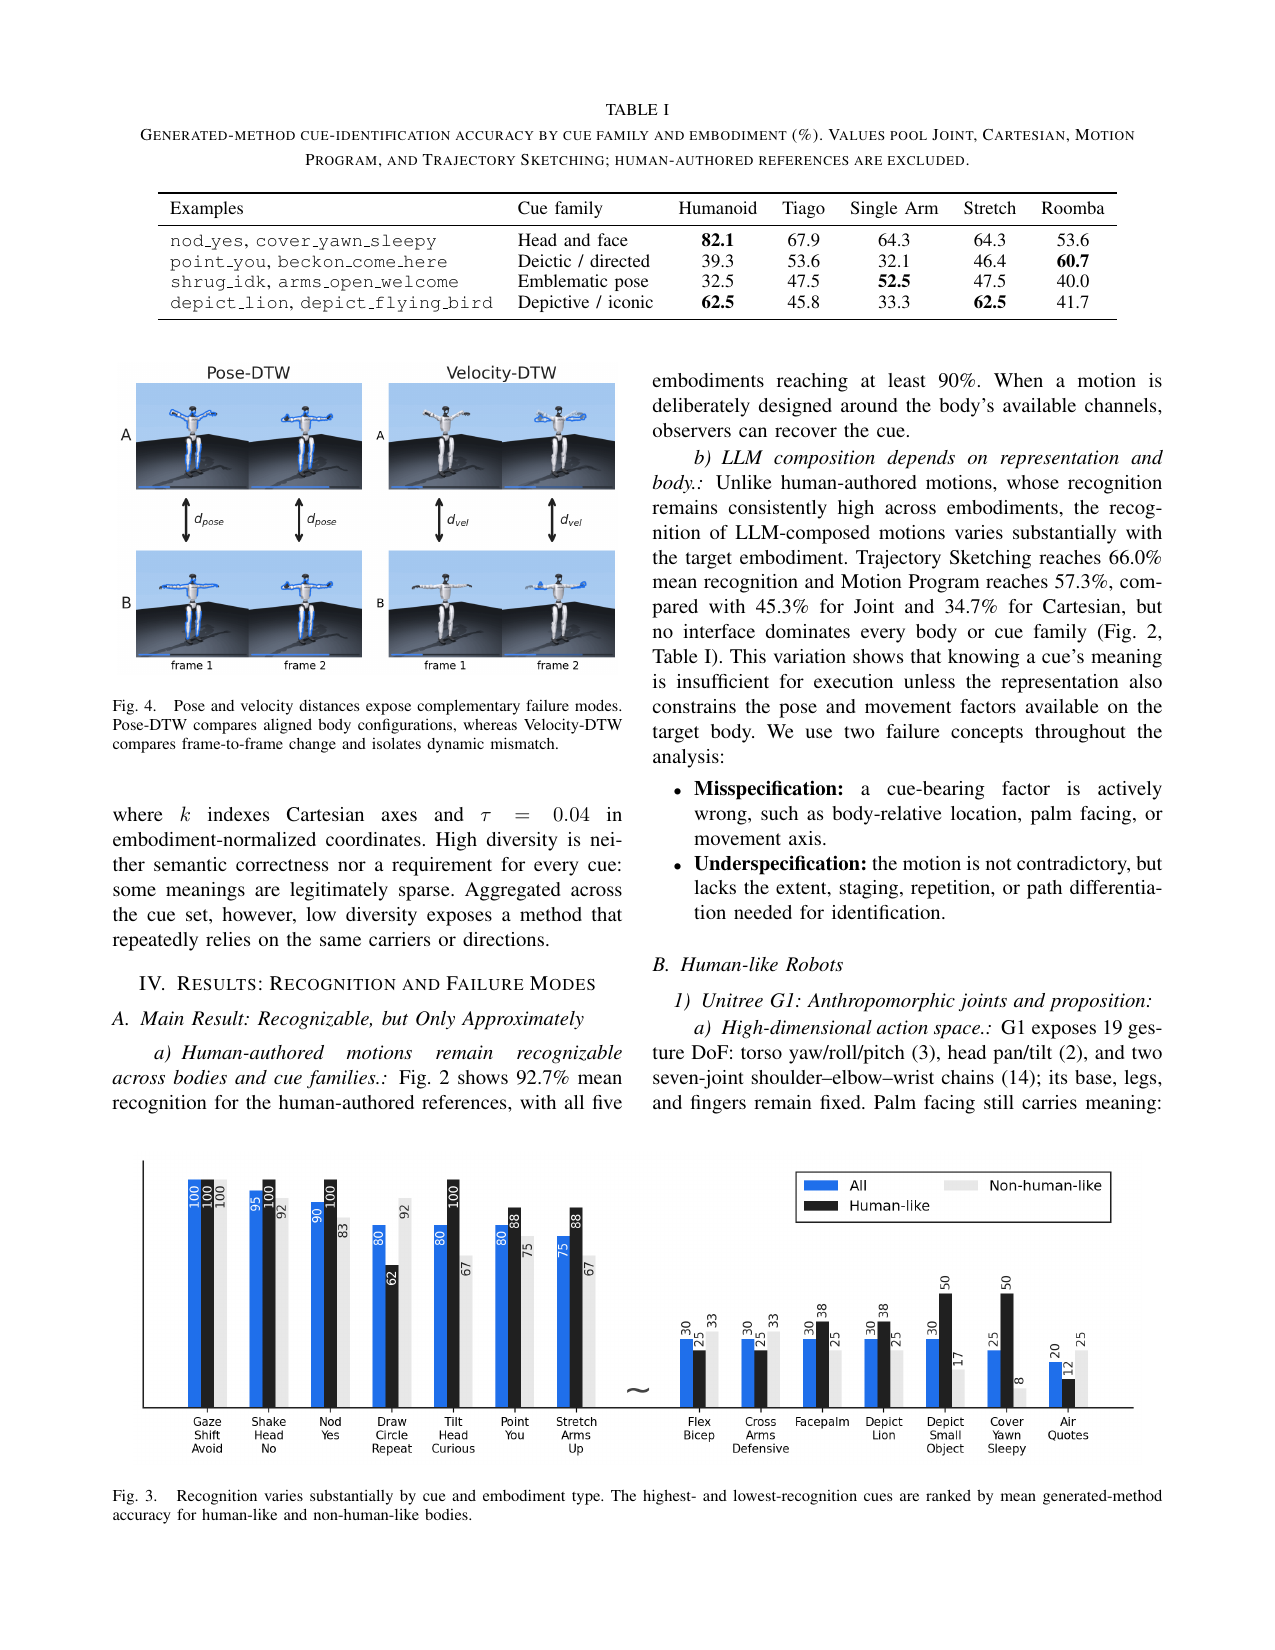 TABLE I
GENERATED-METHOD CUE-IDENTIFICATION ACCURACY BY CUE FAMILY AND EMBODIMENT (%). VALUES POOL JOINT, CARTESIAN, MOTION
PROGRAM, AND TRAJECTORY SKETCHING; HUMAN-AUTHORED REFERENCES ARE EXCLUDED.
Examples Cue family Humanoid Tiago Single Arm Stretch Roomba
nod_yes, cover_yawn_sleepy Head and face 82.1 67.9 64.3 64.3 53.6
point_you, beckon_come_here Deictic / directed 39.3 53.6 32.1 46.4 60.7
shrug_idk, arms_open_welcome Emblematic pose 32.5 47.5 52.5 47.5 40.0
depict_lion, depict_flying_bird Depictive / iconic 62.5 45.8 33.3 62.5 41.7
Pose-DTW Velocity-DTW
A A
dpose dpose dvel dvel
B B
frame 1 frame 2 frame 1 frame 2
Fig. 4. Pose and velocity distances expose complementary failure modes.
Pose-DTW compares aligned body configurations, whereas Velocity-DTW
compares frame-to-frame change and isolates dynamic mismatch.
where k indexes Cartesian axes and τ = 0.04 in
embodiment-normalized coordinates. High diversity is nei-
ther semantic correctness nor a requirement for every cue:
some meanings are legitimately sparse. Aggregated across
the cue set, however, low diversity exposes a method that
repeatedly relies on the same carriers or directions.
IV. RESULTS: RECOGNITION AND FAILURE MODES
A. Main Result: Recognizable, but Only Approximately
a) Human-authored motions remain recognizable
across bodies and cue families.: Fig. 2 shows 92.7% mean
recognition for the human-authored references, with all five
embodiments reaching at least 90%. When a motion is
deliberately designed around the body's available channels,
observers can recover the cue.
b) LLM composition depends on representation and
body.: Unlike human-authored motions, whose recognition
remains consistently high across embodiments, the recog-
nition of LLM-composed motions varies substantially with
the target embodiment. Trajectory Sketching reaches 66.0%
mean recognition and Motion Program reaches 57.3%, com-
pared with 45.3% for Joint and 34.7% for Cartesian, but
no interface dominates every body or cue family (Fig. 2,
Table I). This variation shows that knowing a cue's meaning
is insufficient for execution unless the representation also
constrains the pose and movement factors available on the
target body. We use two failure concepts throughout the
analysis:
• Misspecification: a cue-bearing factor is actively
wrong, such as body-relative location, palm facing, or
movement axis.
• Underspecification: the motion is not contradictory, but
lacks the extent, staging, repetition, or path differentia-
tion needed for identification.
B. Human-like Robots
1) Unitree G1: Anthropomorphic joints and proposition:
a) High-dimensional action space.: G1 exposes 19 ges-
ture DoF: torso yaw/roll/pitch (3), head pan/tilt (2), and two
seven-joint shoulder–elbow–wrist chains (14); its base, legs,
and fingers remain fixed. Palm facing still carries meaning:
All Non-human-like
Human-like
100 100 100 95 100 92 90 100 83 80 62 92 80 100 67 80 88 75 75 88 67 ~ 30 25 33 30 25 33 30 38 25 30 38 25 30 50 17 25 50 8 20 12 25
Gaze Shake Nod Draw Tilt Point Stretch Flex Cross Facepalm Depict Depict Cover Air
Shift Head Yes Circle Head You Arms Bicep Arms Lion Small Yawn Quotes
Avoid No Repeat Curious Up Defensive Object Sleepy
Fig. 3. Recognition varies substantially by cue and embodiment type. The highest- and lowest-recognition cues are ranked by mean generated-method
accuracy for human-like and non-human-like bodies.